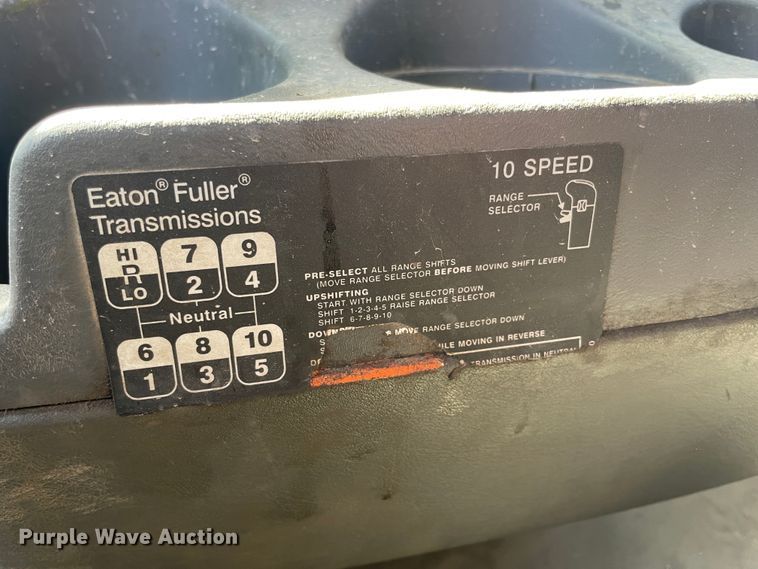 Eaton® Fuller®
Transmissions
10 SPEED
RANGE
SELECTOR
HI
R
LO
7
2
9
4
Neutral
6
1
8
3
10
5
PRE-SELECT ALL RANGE SHIFTS
(MOVE RANGE SELECTOR BEFORE MOVING SHIFT LEVER)
UPSHIFTING
START WITH RANGE SELECTOR DOWN
SHIFT 1-2-3-4-5 RAISE RANGE SELECTOR
SHIFT 6-7-8-9-10
MOVE RANGE SELECTOR DOWN
WHILE MOVING IN REVERSE
TRANSMISSION IN NEUTRAL
Purple Wave Auction